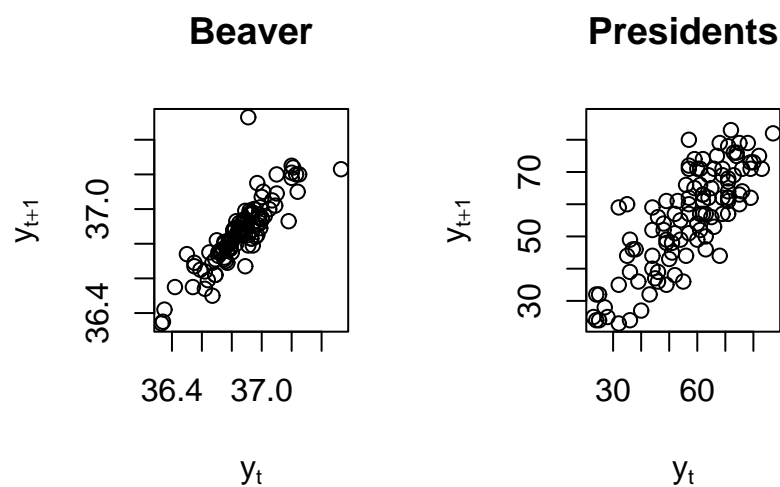 Beaver
y_{t+1}
36.4 37.0
36.4 37.0
y_t
Presidents
y_{t+1}
30 50 70
30 60
y_t